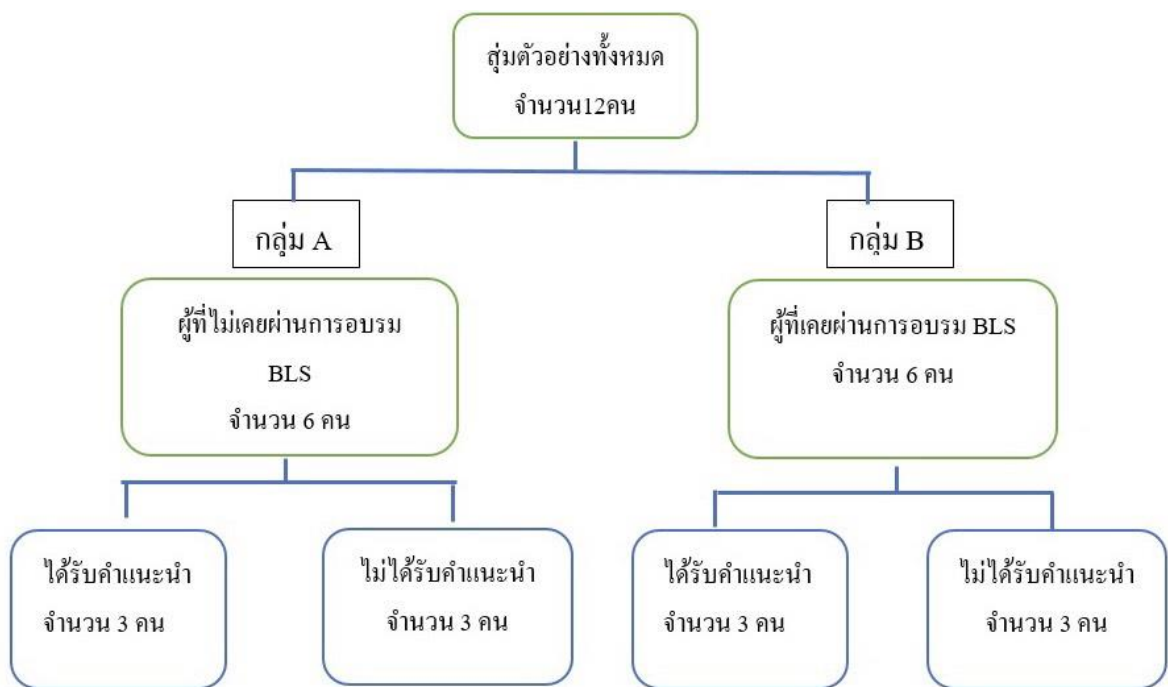 สุ่มตัวอย่างทั้งหมด
จำนวน12คน
กลุ่ม A
กลุ่ม B
ผู้ที่ไม่เคยผ่านการอบรม
BLS
จำนวน 6 คน
ผู้ที่เคยผ่านการอบรม BLS
จำนวน 6 คน
ได้รับคำแนะนำ
จำนวน 3 คน
ไม่ได้รับคำแนะนำ
จำนวน 3 คน
ได้รับคำแนะนำ
จำนวน 3 คน
ไม่ได้รับคำแนะนำ
จำนวน 3 คน